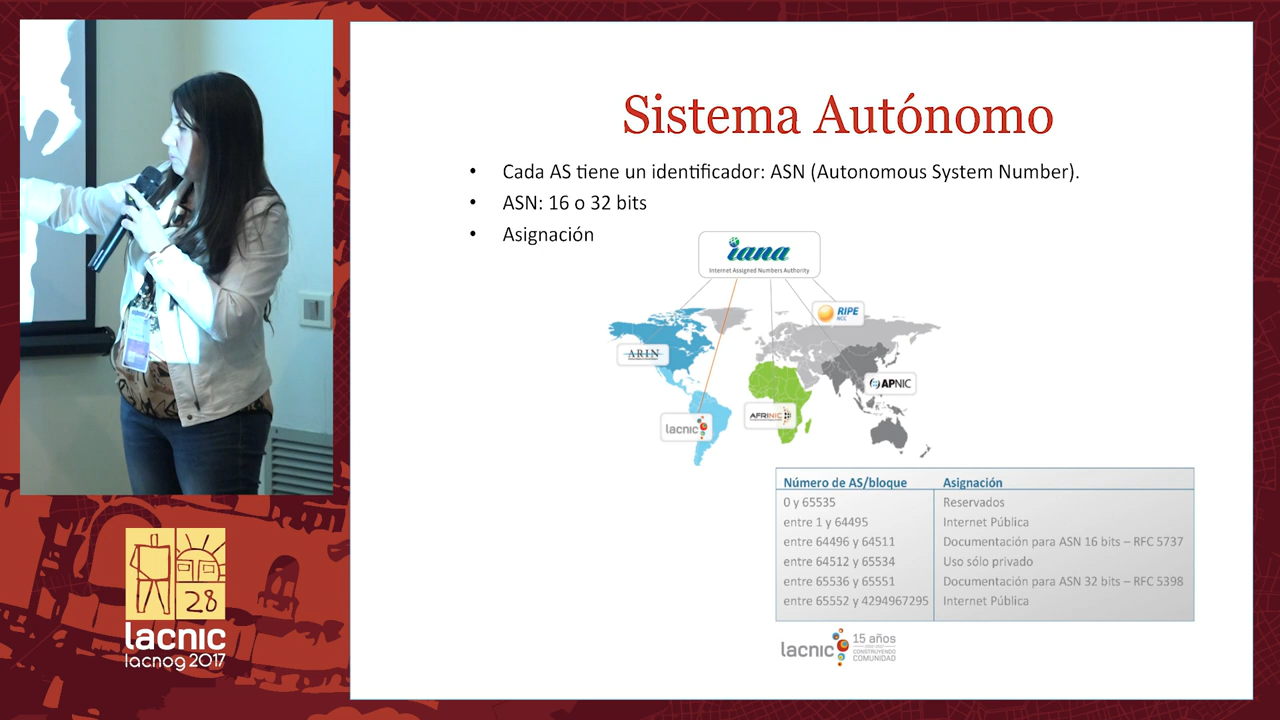 Sistema Autónomo
• Cada AS tiene un identificador: ASN (Autonomous System Number).
• ASN: 16 o 32 bits
• Asignación
iana
Internet Assigned Numbers Authority
RIPE
NCC
ARIN
APNIC
AFRINIC
lacnic
Número de AS/bloque Asignación
0 y 65535 Reservados
entre 1 y 64495 Internet Pública
entre 64496 y 64511 Documentación para ASN 16 bits – RFC 5737
entre 64512 y 65534 Uso sólo privado
entre 65536 y 65551 Documentación para ASN 32 bits – RFC 5398
entre 65552 y 4294967295 Internet Pública
lacnic 15 años
CONSTRUYENDO
COMUNIDAD
28
lacnic
lacnog 2017